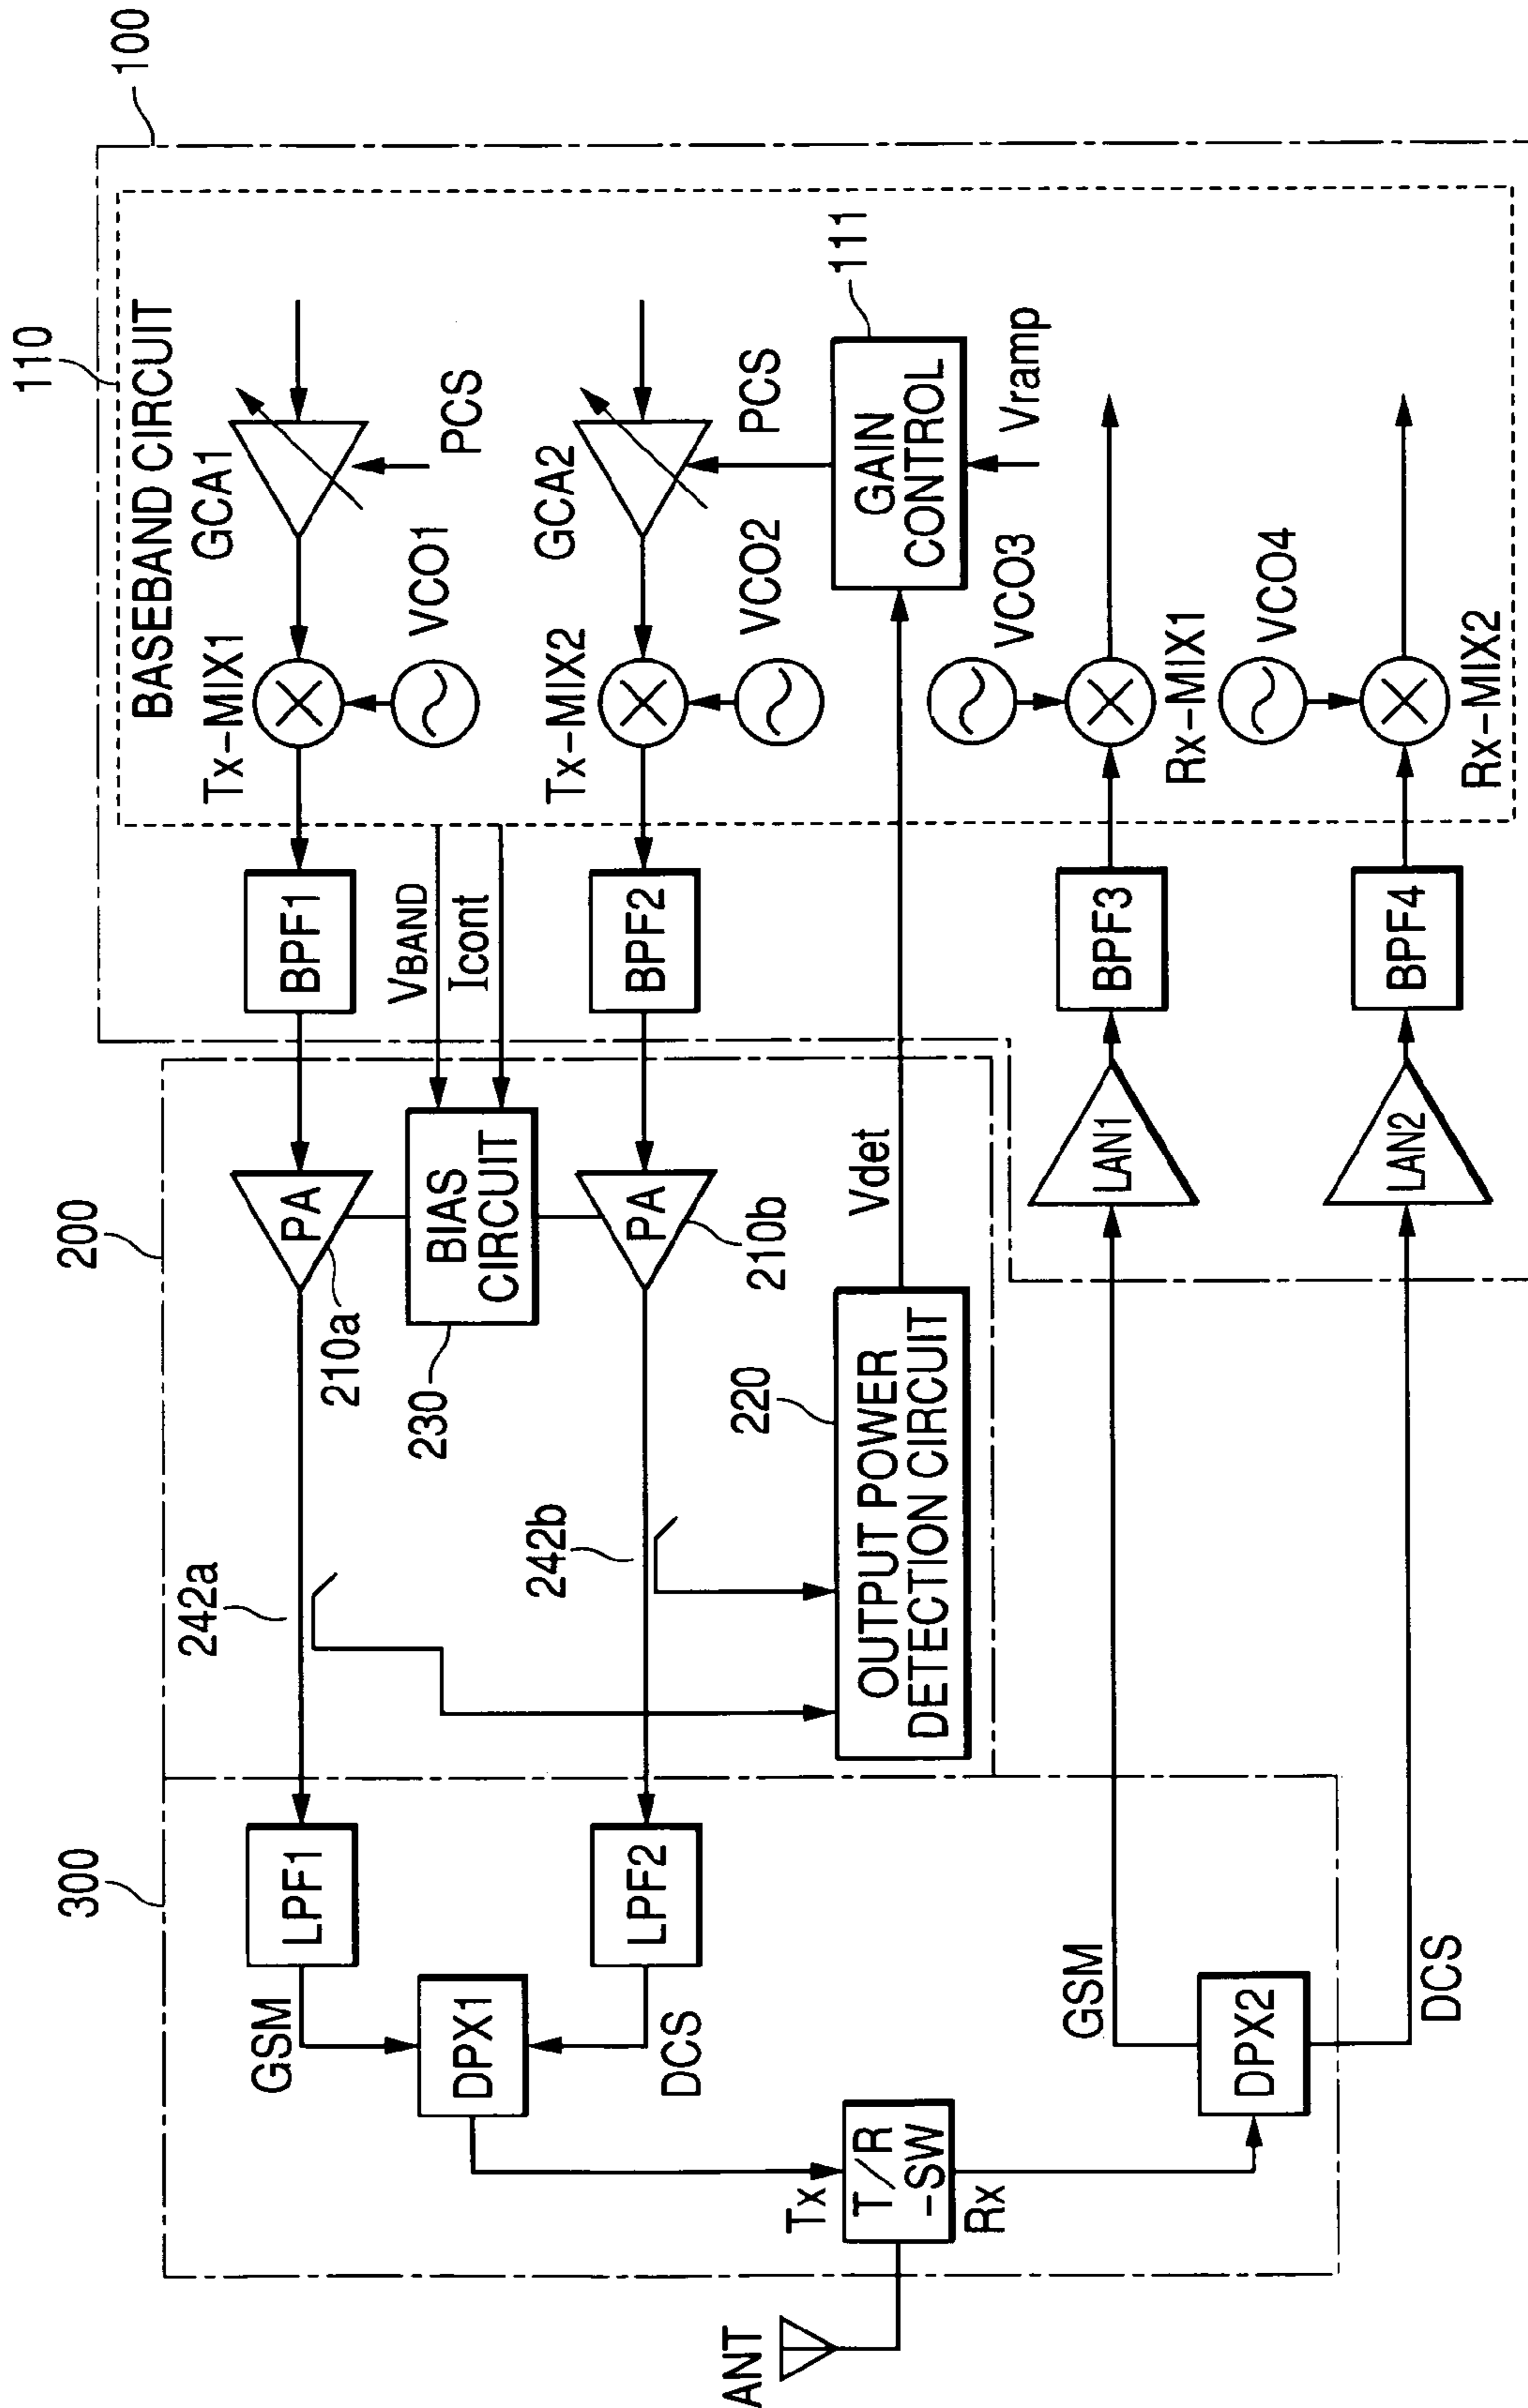 100
110
BASEBAND CIRCUIT
GCA1
PCS
Tx-MIX1
VCO1
GCA2
PCS
Tx-MIX2
VCO2
111
GAIN
CONTROL
Vramp
VCO3
Rx-MIX1
VCO4
Rx-MIX2
BPF1
VBAND
Icont
BPF2
BPF3
BPF4
200
PA
210a
BIAS
CIRCUIT
230
PA
210b
Vdet
LAN1
LAN2
242a
242b
220
OUTPUT POWER
DETECTION CIRCUIT
300
LPF1
LPF2
GSM
DPX1
DCS
GSM
DPX2
DCS
Tx
T/R
-SW
Rx
ANT